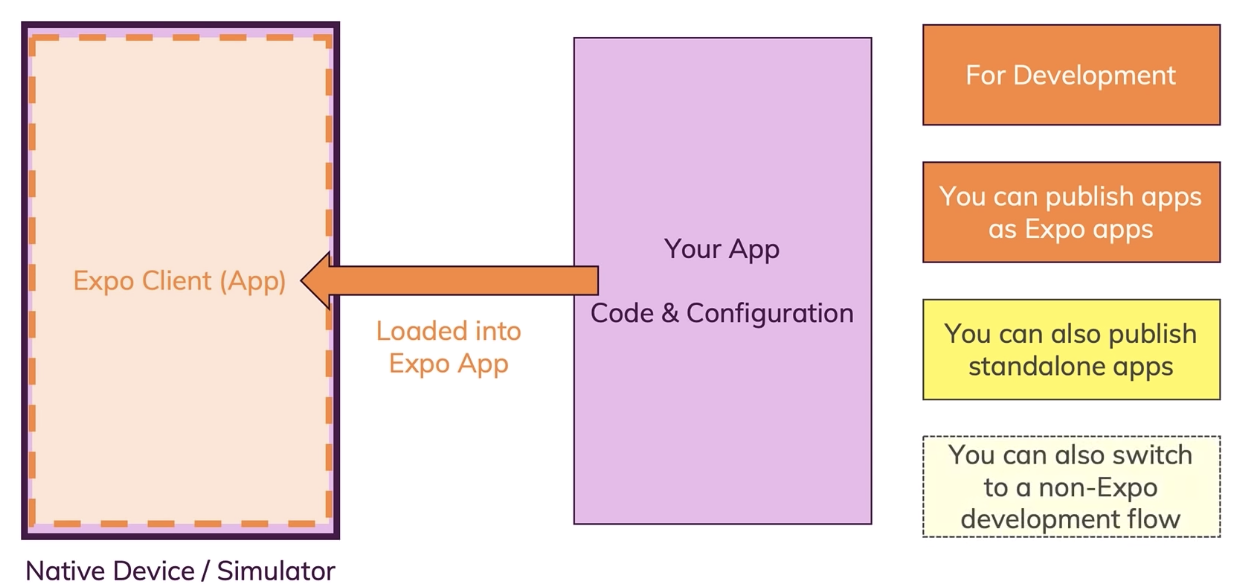 Expo Client (App)
Native Device / Simulator
Loaded into
Expo App
Your App
Code & Configuration
For Development
You can publish apps
as Expo apps
You can also publish
standalone apps
You can also switch
to a non-Expo
development flow